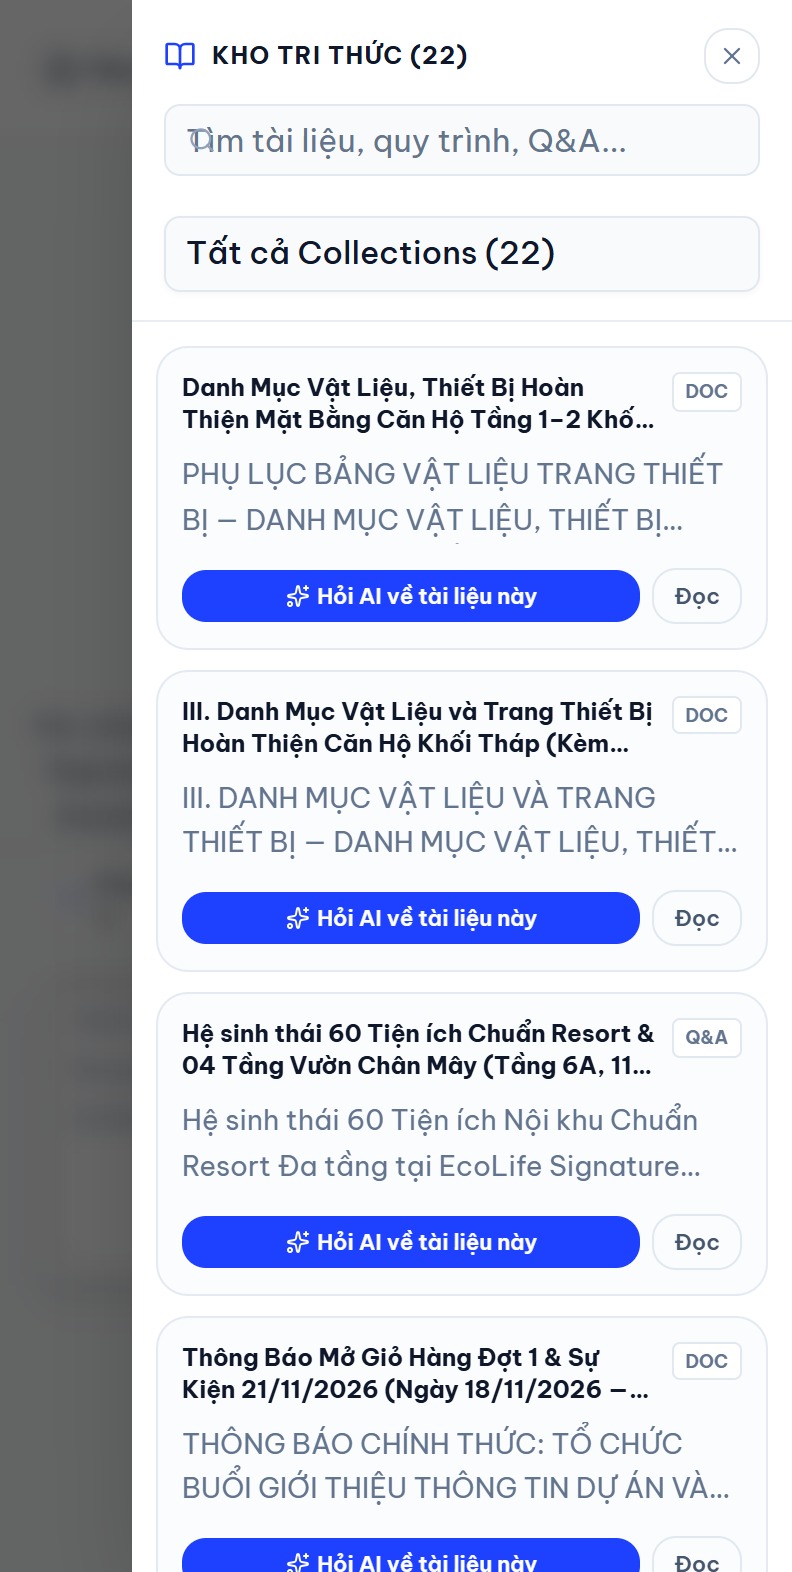 KHO TRI THỨC (22)
Tìm tài liệu, quy trình, Q&A...
Tất cả Collections (22)
Danh Mục Vật Liệu, Thiết Bị Hoàn
Thiện Mặt Bằng Căn Hộ Tầng 1–2 Khố...
DOC
PHỤ LỤC BẢNG VẬT LIỆU TRANG THIẾT
BỊ — DANH MỤC VẬT LIỆU, THIẾT BỊ...
Hỏi AI về tài liệu này
Đọc
III. Danh Mục Vật Liệu và Trang Thiết Bị
Hoàn Thiện Căn Hộ Khối Tháp (Kèm...
DOC
III. DANH MỤC VẬT LIỆU VÀ TRANG
THIẾT BỊ — DANH MỤC VẬT LIỆU, THIẾT...
Hỏi AI về tài liệu này
Đọc
Hệ sinh thái 60 Tiện ích Chuẩn Resort &
04 Tầng Vườn Chân Mây (Tầng 6A, 11...
Q&A
Hệ sinh thái 60 Tiện ích Nội khu Chuẩn
Resort Đa tầng tại EcoLife Signature...
Hỏi AI về tài liệu này
Đọc
Thông Báo Mở Giỏ Hàng Đợt 1 & Sự
Kiện 21/11/2026 (Ngày 18/11/2026 —...
DOC
THÔNG BÁO CHÍNH THỨC: TỔ CHỨC
BUỔI GIỚI THIỆU THÔNG TIN DỰ ÁN VÀ...
Hỏi AI về tài liệu này
Đọc